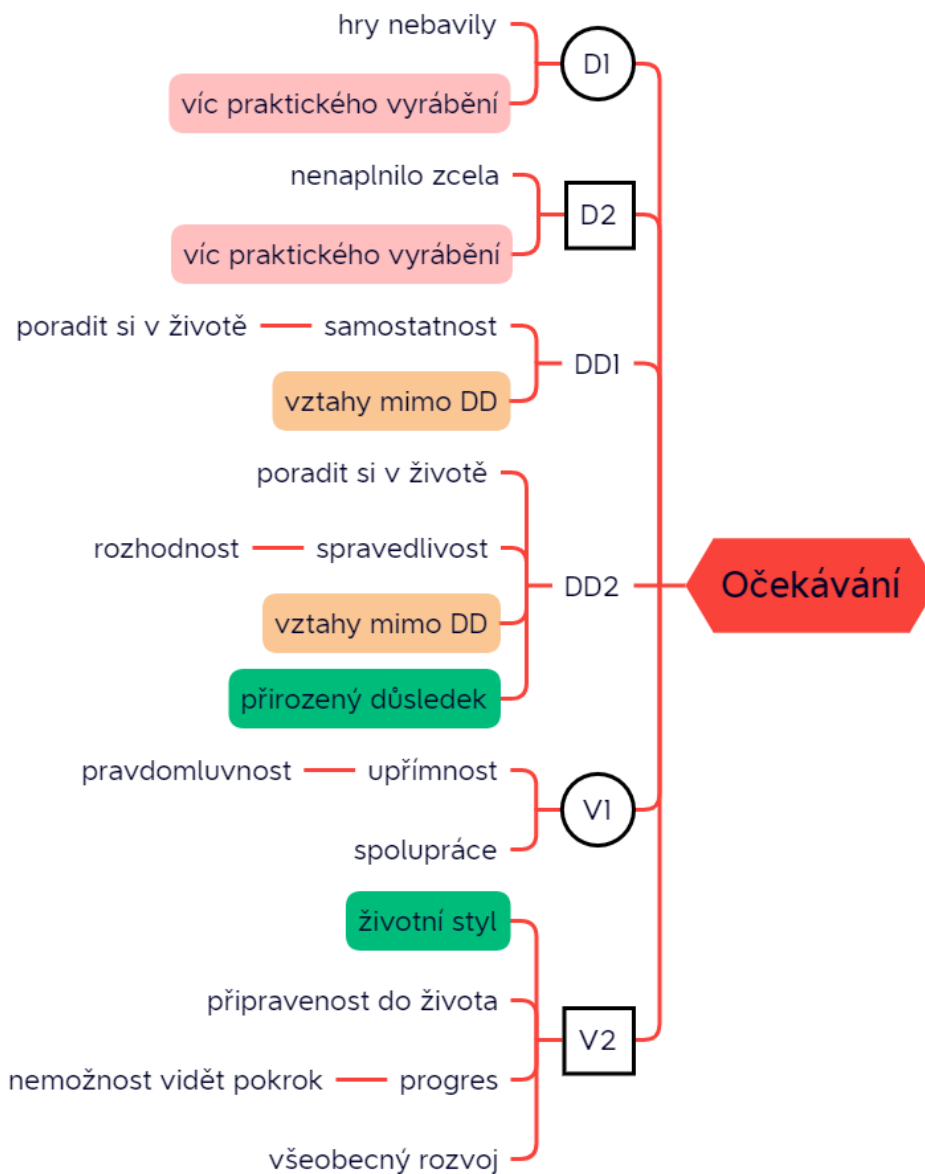 hry nebavily
D1
víc praktického vyrábění
nenaplnilo zcela
D2
víc praktického vyrábění
poradit si v životě
samostatnost
DD1
vztahy mimo DD
poradit si v životě
rozhodnost
spravedlivost
DD2
Očekávání
vztahy mimo DD
přirozený důsledek
pravdomluvnost
upřímnost
V1
spolupráce
životní styl
připravenost do života
V2
nemožnost vidět pokrok
progres
všeobecný rozvoj